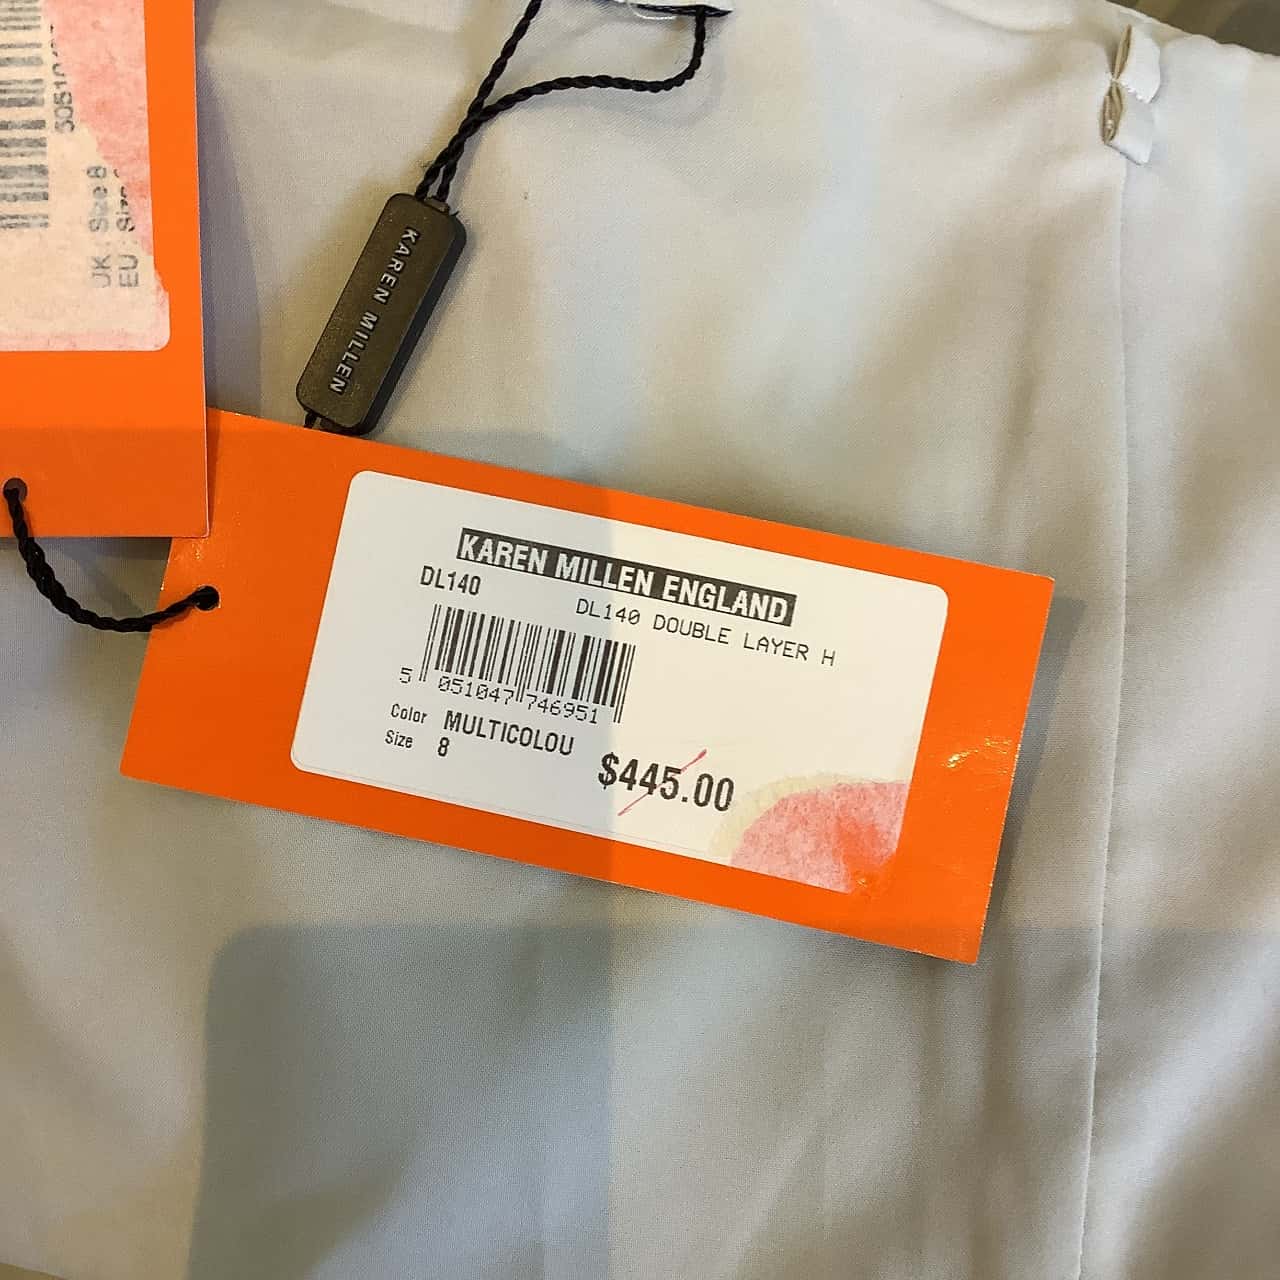 UK : Size 8
EU : Size
KAREN MILLEN
KAREN MILLEN ENGLAND
DL140
DL140 DOUBLE LAYER H
5 051047 746951
Color MULTICOLOU
Size 8
$445.00